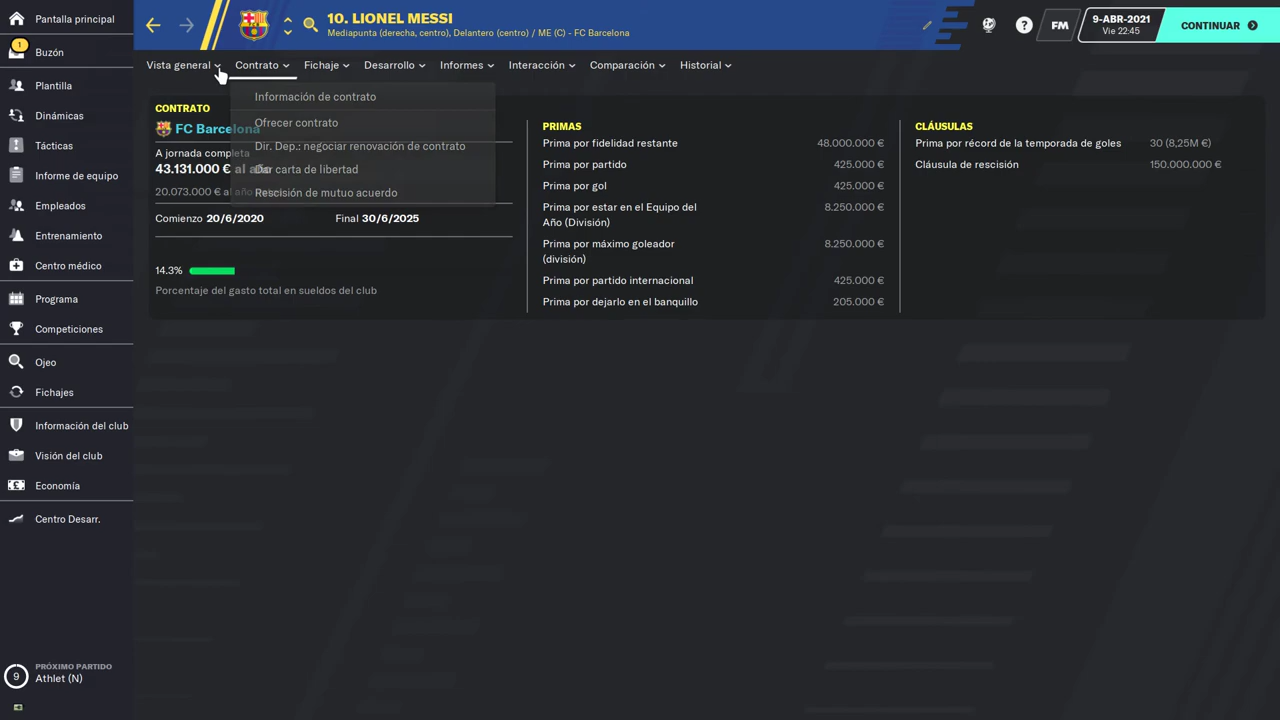 Pantalla principal
1
Buzón
Plantilla
Dinámicas
Tácticas
Informe de equipo
Empleados
Entrenamiento
Centro médico
Programa
Competiciones
Ojeo
Fichajes
Información del club
Visión del club
Economía
Centro Desarr.
9
PRÓXIMO PARTIDO
Athlet (N)
10. LIONEL MESSI
Mediapunta (derecha, centro), Delantero (centro) / ME (C) - FC Barcelona
?
FM
9-ABR-2021
Vie 22:45
CONTINUAR
Vista general
Contrato
Fichaje
Desarrollo
Informes
Interacción
Comparación
Historial
Información de contrato
Ofrecer contrato
Dir. Dep.: negociar renovación de contrato
Dar carta de libertad
Rescisión de mutuo acuerdo
CONTRATO
FC Barcelona
A jornada completa
43.131.000 € al año
20.073.000 € al año
Comienzo 20/6/2020
Final 30/6/2025
14.3%
Porcentaje del gasto total en sueldos del club
PRIMAS
Prima por fidelidad restante 48.000.000 €
Prima por partido 425.000 €
Prima por gol 425.000 €
Prima por estar en el Equipo del Año (División) 8.250.000 €
Prima por máximo goleador (división) 8.250.000 €
Prima por partido internacional 425.000 €
Prima por dejarlo en el banquillo 205.000 €
CLÁUSULAS
Prima por récord de la temporada de goles 30 (8,25M €)
Cláusula de rescisión 150.000.000 €